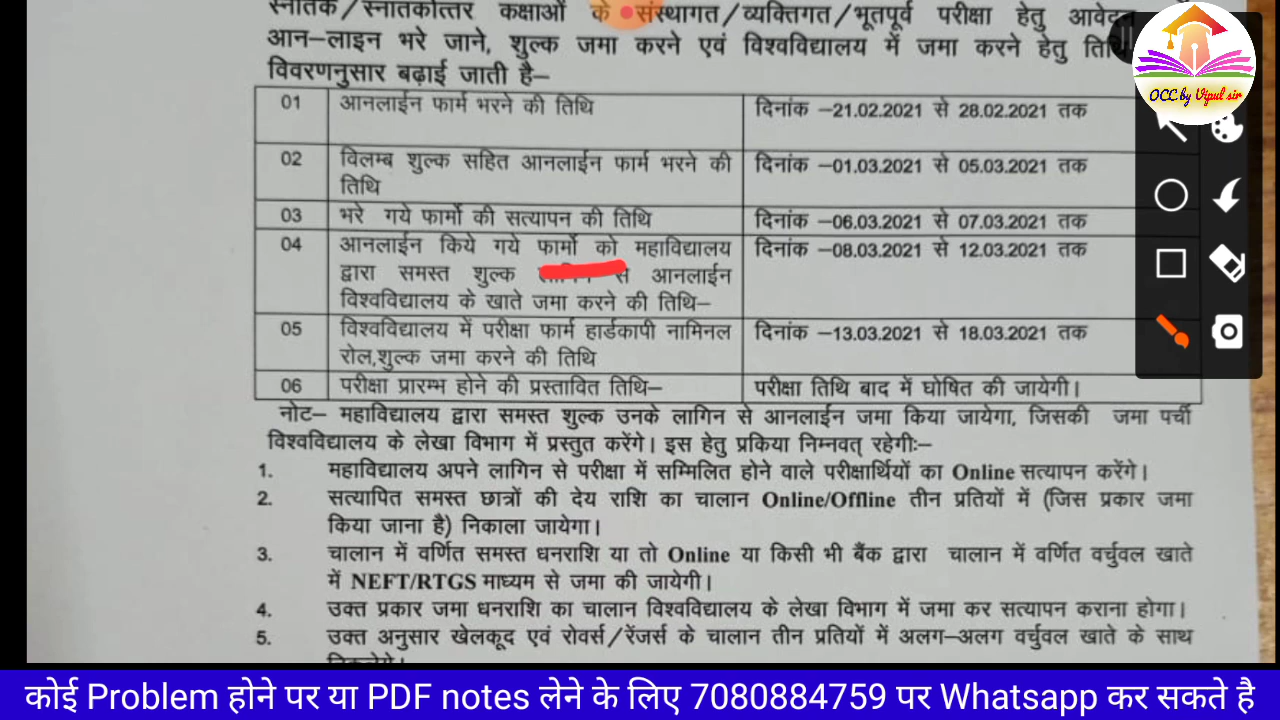 स्नातक/स्नातकोत्तर कक्षाओं के संस्थागत/व्यक्तिगत/भूतपूर्व परीक्षा हेतु आवेदन
आन–लाइन भरे जाने, शुल्क जमा करने एवं विश्वविद्यालय में जमा करने हेतु तिथि
विवरणनुसार बढ़ाई जाती है–
01 आनलाईन फार्म भरने की तिथि दिनांक –21.02.2021 से 28.02.2021 तक
02 विलम्ब शुल्क सहित आनलाईन फार्म भरने की दिनांक –01.03.2021 से 05.03.2021 तक
तिथि
03 भरे गये फार्मो की सत्यापन की तिथि दिनांक –06.03.2021 से 07.03.2021 तक
04 आनलाईन किये गये फार्मो को महाविद्यालय दिनांक –08.03.2021 से 12.03.2021 तक
द्वारा समस्त शुल्क से आनलाईन
विश्वविद्यालय के खाते जमा करने की तिथि–
05 विश्वविद्यालय में परीक्षा फार्म हार्डकापी नामिनल दिनांक –13.03.2021 से 18.03.2021 तक
रोल,शुल्क जमा करने की तिथि
06 परीक्षा प्रारम्भ होने की प्रस्तावित तिथि– परीक्षा तिथि बाद में घोषित की जायेगी।
नोट– महाविद्यालय द्वारा समस्त शुल्क उनके लागिन से आनलाईन जमा किया जायेगा, जिसकी जमा पर्ची
विश्वविद्यालय के लेखा विभाग में प्रस्तुत करेंगे। इस हेतु प्रकिया निम्नवत् रहेगीः–
1. महाविद्यालय अपने लागिन से परीक्षा में सम्मिलित होने वाले परीक्षार्थियों का Online सत्यापन करेंगे।
2. सत्यापित समस्त छात्रों की देय राशि का चालान Online/Offline तीन प्रतियों में (जिस प्रकार जमा
किया जाना है) निकाला जायेगा।
3. चालान में वर्णित समस्त धनराशि या तो Online या किसी भी बैंक द्वारा चालान में वर्णित वर्चुवल खाते
में NEFT/RTGS माध्यम से जमा की जायेगी।
4. उक्त प्रकार जमा धनराशि का चालान विश्वविद्यालय के लेखा विभाग में जमा कर सत्यापन कराना होगा।
5. उक्त अनुसार खेलकूद एवं रोवर्स/रेंजर्स के चालान तीन प्रतियों में अलग–अलग वर्चुवल खाते के साथ
OCC by Vipul sir
कोई Problem होने पर या PDF notes लेने के लिए 7080884759 पर Whatsapp कर सकते है